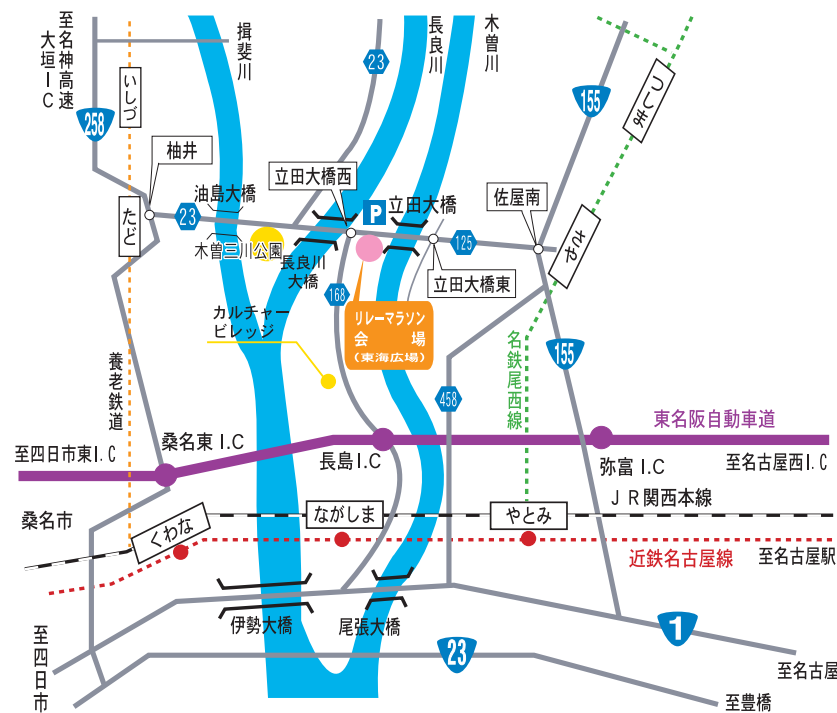 至名神高速
大垣IC
258
いしづ
揖斐川
23
長良川
木曽川
155
つしま
柚井
油島大橋
立田大橋西
P
立田大橋
佐屋南
たど
23
木曽三川公園
長良川
大橋
125
さや
立田大橋東
168
カルチャー
ビレッジ
リレーマラソン
会場
(東海広場)
養老鉄道
名鉄尾西線
155
458
東名阪自動車道
至四日市東I.C
桑名東I.C
長島I.C
弥富I.C
至名古屋西I.C
桑名市
くわな
ながしま
やとみ
JR関西本線
近鉄名古屋線
至名古屋駅
伊勢大橋
尾張大橋
1
至四日市
23
至名古屋
至豊橋